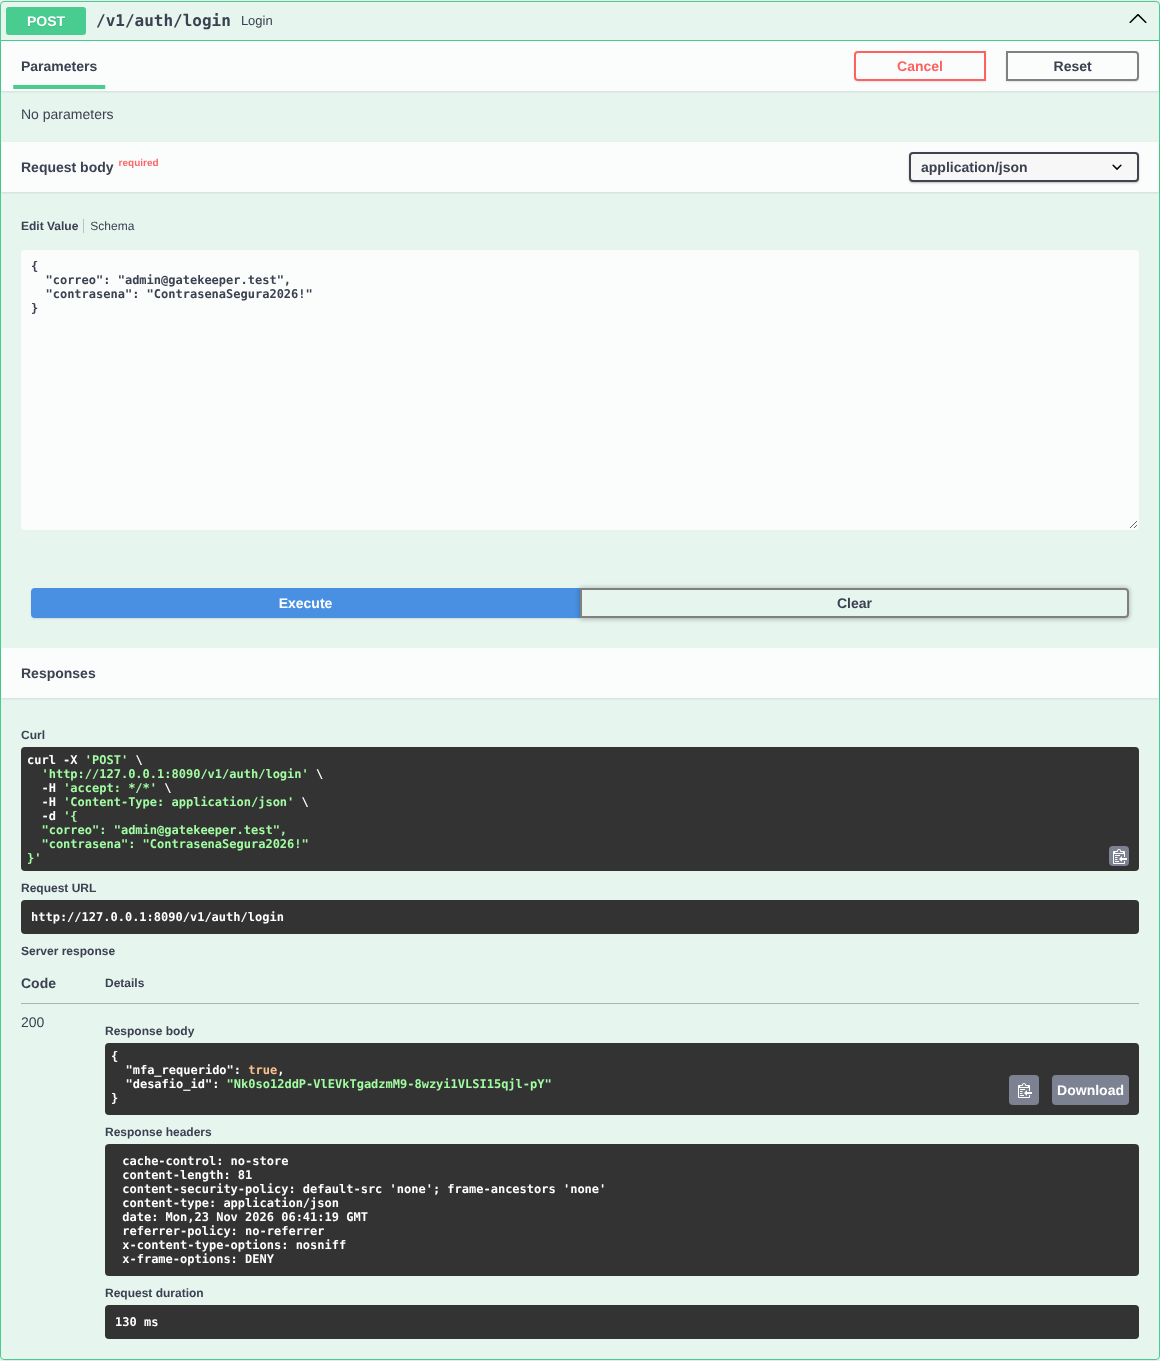 POST /v1/auth/login Login
Parameters
Cancel
Reset
No parameters
Request body required
application/json
Edit Value
Schema
{
  "correo": "admin@gatekeeper.test",
  "contrasena": "ContrasenaSegura2026!"
}
Execute
Clear
Responses
Curl
curl -X 'POST' \
  'http://127.0.0.1:8090/v1/auth/login' \
  -H 'accept: */*' \
  -H 'Content-Type: application/json' \
  -d '{
  "correo": "admin@gatekeeper.test",
  "contrasena": "ContrasenaSegura2026!"
}'
Request URL
http://127.0.0.1:8090/v1/auth/login
Server response
Code
Details
200
Response body
{
  "mfa_requerido": true,
  "desafio_id": "Nk0so12ddP-VlEVkTgadzmM9-8wzyi1VLSI15qjl-pY"
}
Download
Response headers
cache-control: no-store
content-length: 81
content-security-policy: default-src 'none'; frame-ancestors 'none'
content-type: application/json
date: Mon,23 Nov 2026 06:41:19 GMT
referrer-policy: no-referrer
x-content-type-options: nosniff
x-frame-options: DENY
Request duration
130 ms